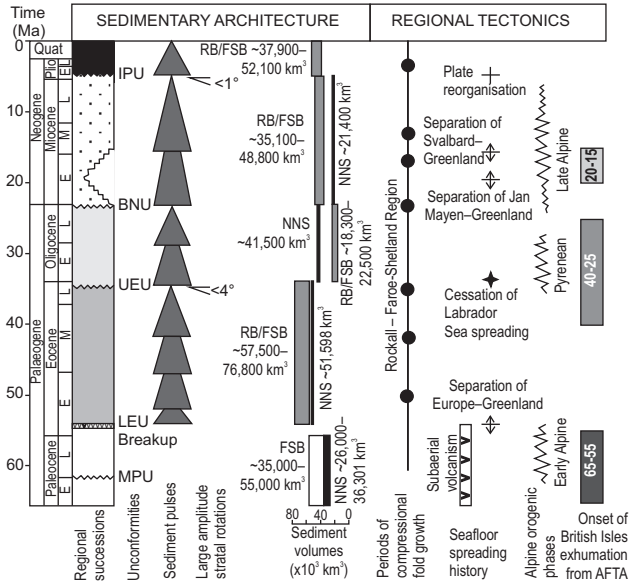 Time
(Ma)
SEDIMENTARY ARCHITECTURE
REGIONAL TECTONICS
0
10
20
30
40
50
60
Neogene
Palaeogene
Quat
Plio
Miocene
Oligocene
Eocene
Paleocene
L
E
L
M
E
L
E
L
M
E
L
E
IPU
BNU
UEU
LEU
Breakup
MPU
<1°
<4°
RB/FSB ~37,900–
52,100 km³
RB/FSB
~35,100–
48,800 km³
NNS ~21,400 km³
NNS
~41,500 km³
RB/FSB ~18,300–
22,500 km³
RB/FSB
~57,500–
76,800 km³
NNS ~51,598 km³
FSB
~35,000–
55,000 km³
NNS ~26,000–
36,301 km³
80
40
0
Sediment
volumes
(x10³ km³)
Regional
successions
Unconformities
Sediment pulses
Large amplitude
stratal rotations
Rockall – Faroe-Shetland Region
Plate
reorganisation
Separation of
Svalbard–
Greenland
Separation of Jan
Mayen–Greenland
Cessation of
Labrador
Sea spreading
Separation of
Europe–Greenland
Subaerial
volcanism
Late Alpine
Pyrenean
Early Alpine
20-15
40-25
65-55
Periods of
compressional
fold growth
Seafloor
spreading
history
Alpine orogenic
phases
Onset of
British Isles
exhumation
from AFTA